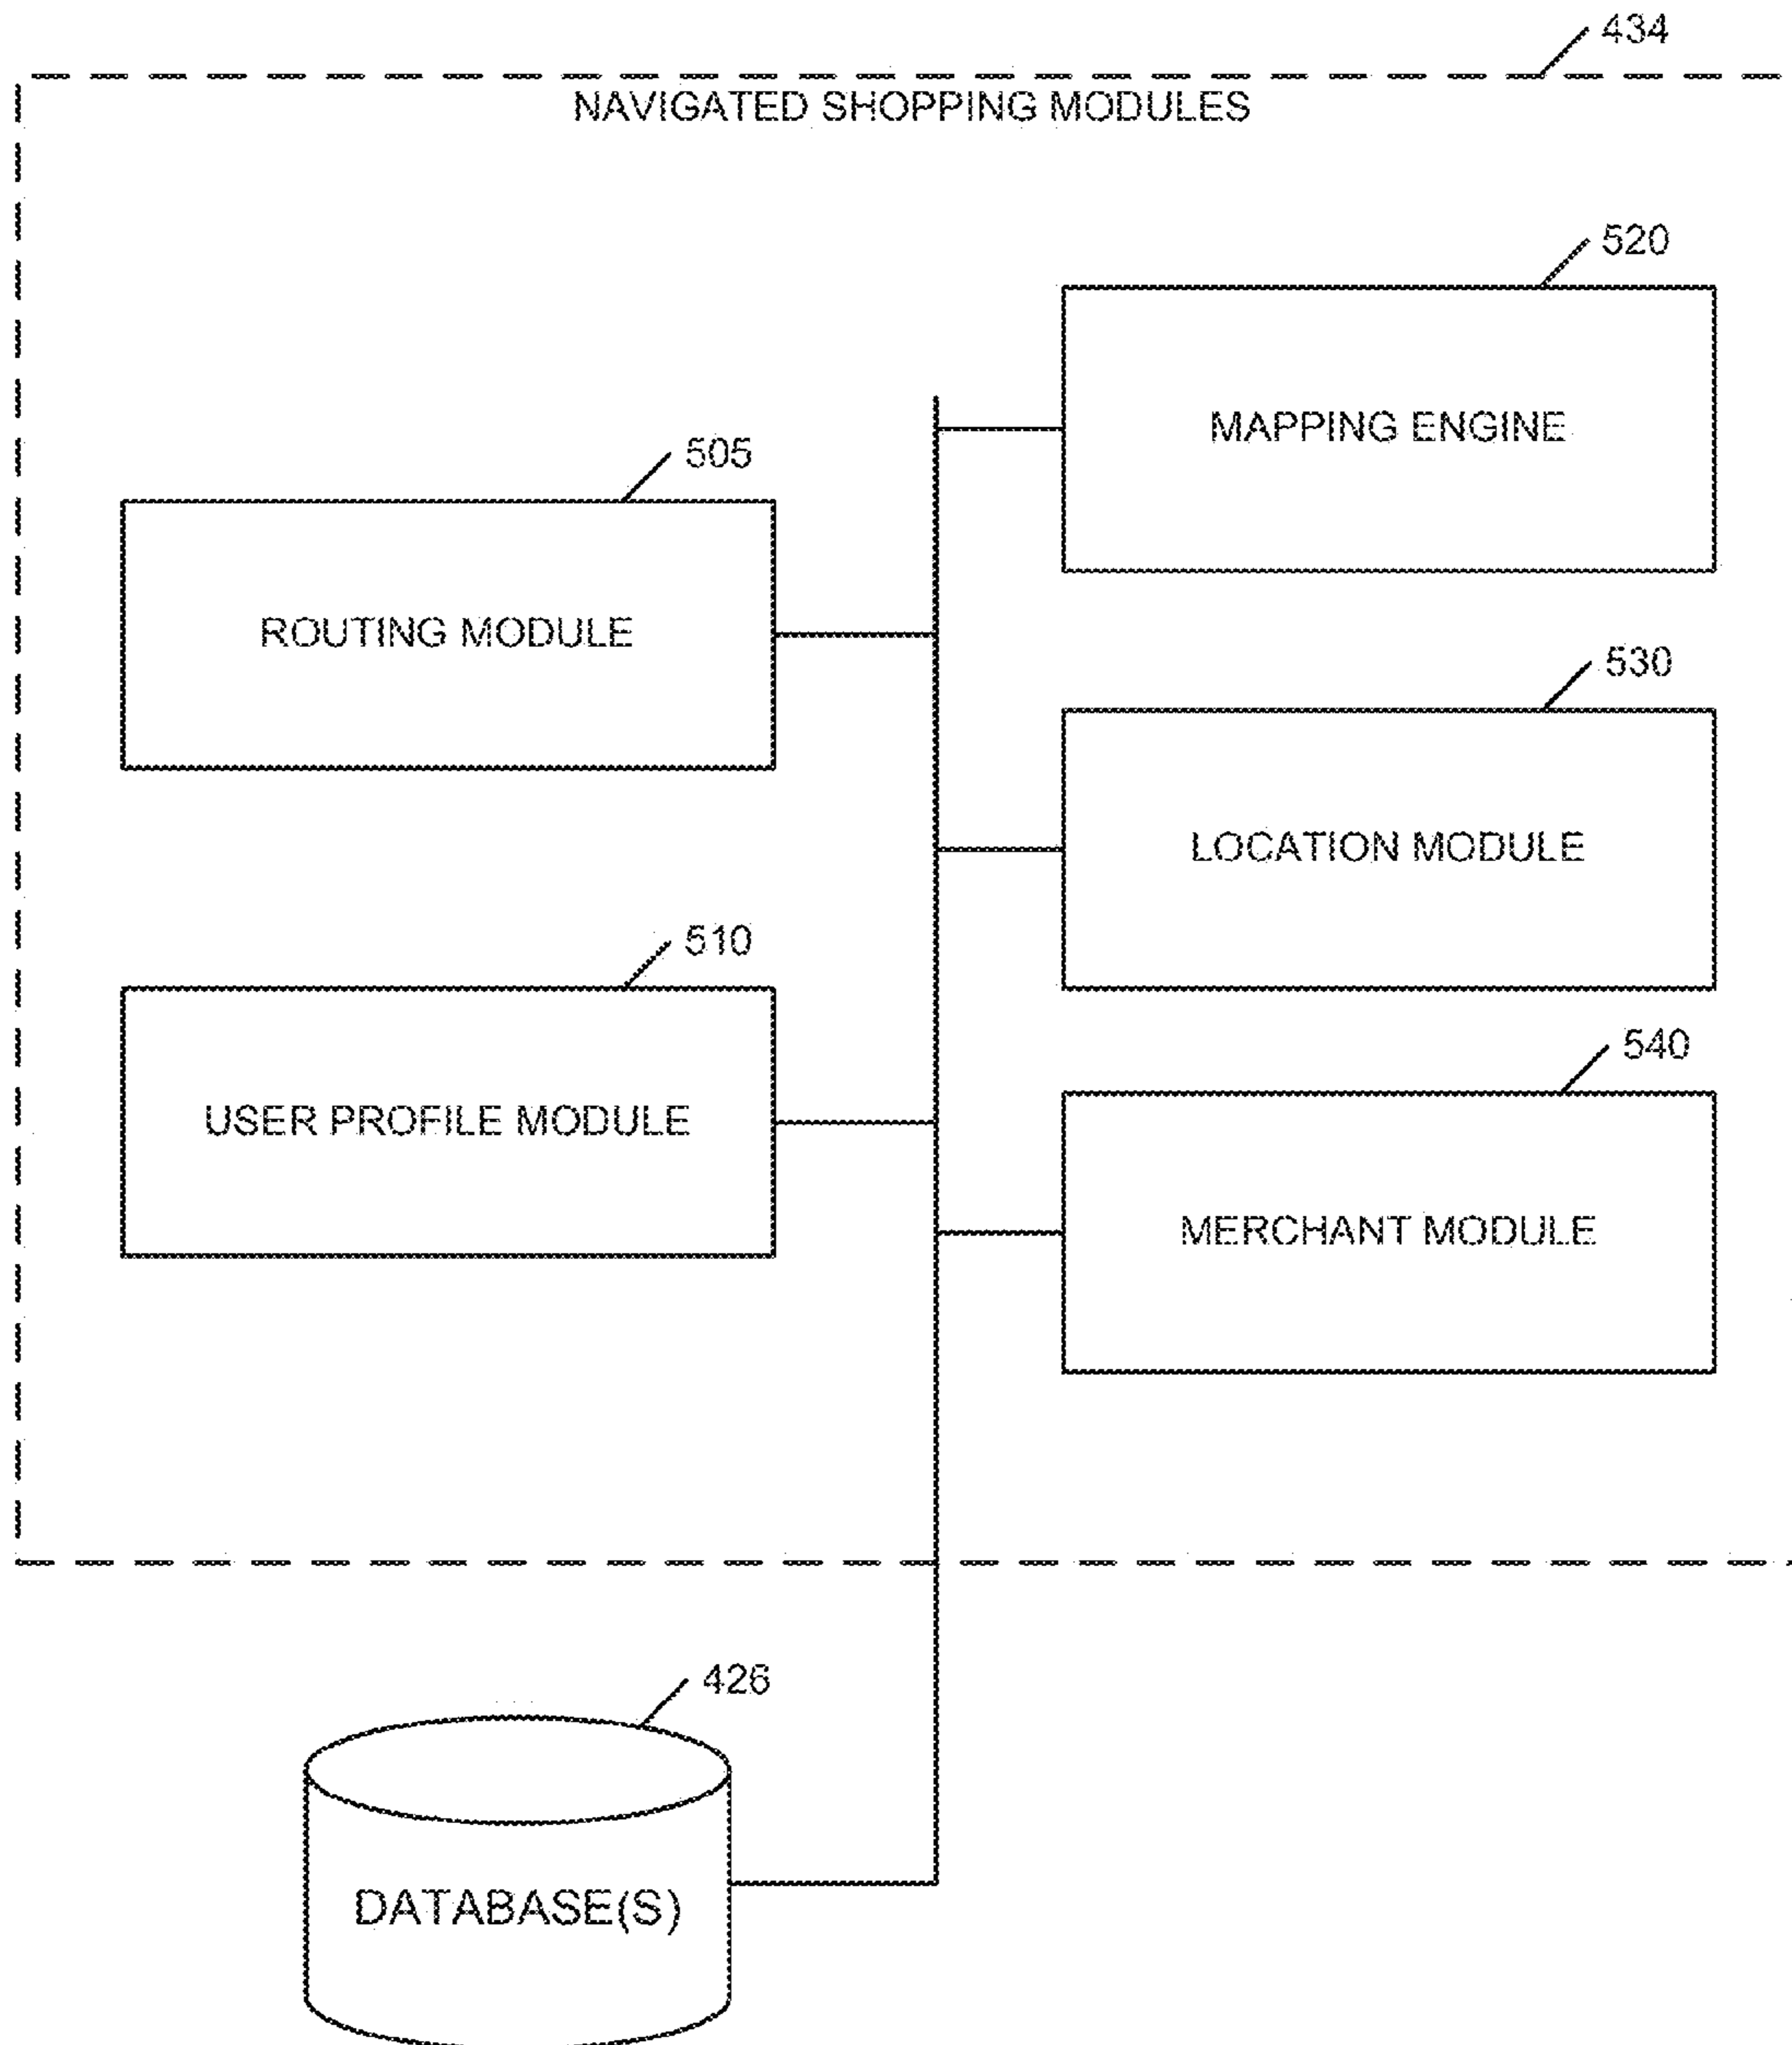 434
NAVIGATED SHOPPING MODULES
520
MAPPING ENGINE
505
ROUTING MODULE
530
LOCATION MODULE
510
USER PROFILE MODULE
540
MERCHANT MODULE
426
DATABASE(S)